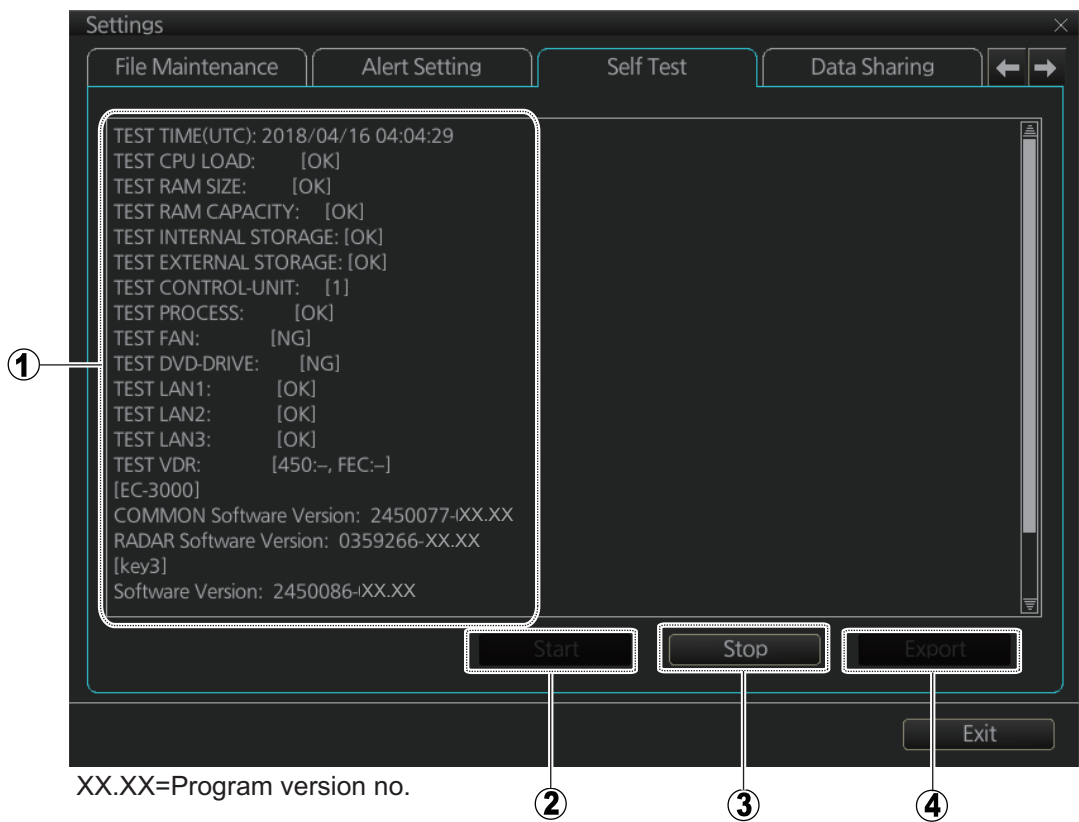 Settings
File Maintenance
Alert Setting
Self Test
Data Sharing
TEST TIME(UTC): 2018/04/16 04:04:29
TEST CPU LOAD: [OK]
TEST RAM SIZE: [OK]
TEST RAM CAPACITY: [OK]
TEST INTERNAL STORAGE: [OK]
TEST EXTERNAL STORAGE: [OK]
TEST CONTROL-UNIT: [1]
TEST PROCESS: [OK]
TEST FAN: [NG]
1
TEST DVD-DRIVE: [NG]
TEST LAN1: [OK]
TEST LAN2: [OK]
TEST LAN3: [OK]
TEST VDR: [450:–, FEC:–]
[EC-3000]
COMMON Software Version: 2450077-XX.XX
RADAR Software Version: 0359266-XX.XX
[key3]
Software Version: 2450086-XX.XX
Start
Stop
Export
Exit
XX.XX=Program version no.
2
3
4